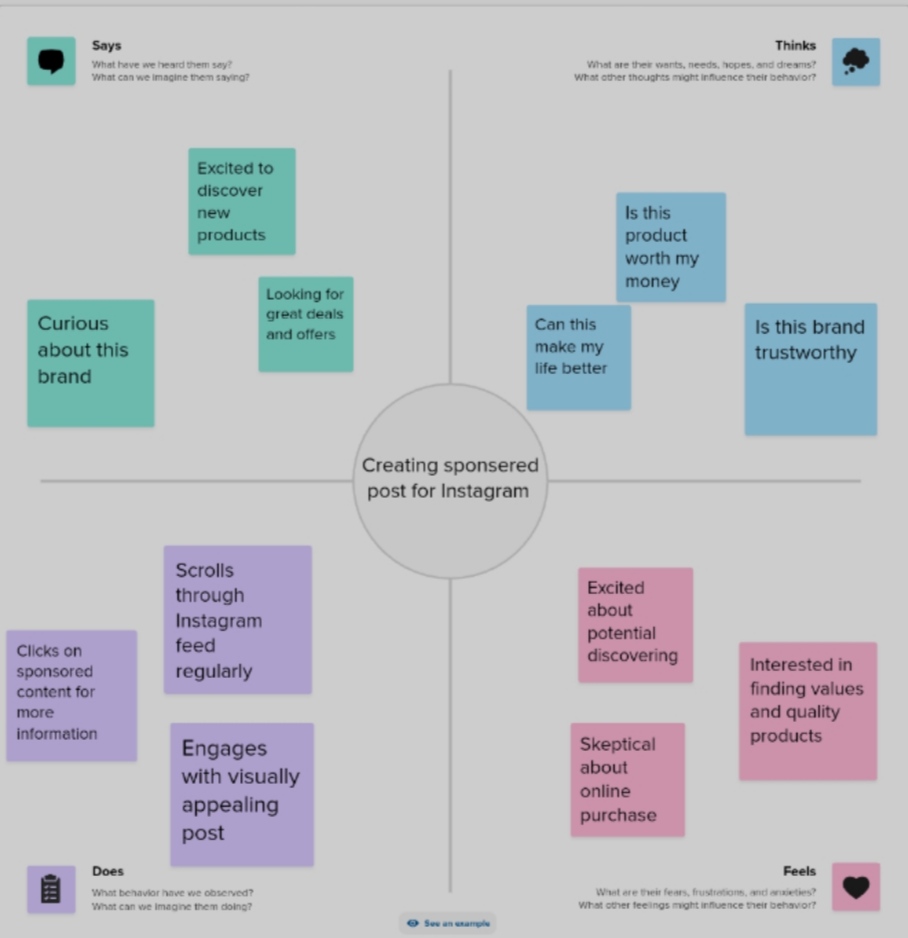 Says
What have we heard them say?
What can we imagine them saying?
Thinks
What are their wants, needs, hopes, and dreams?
What other thoughts might influence their behavior?
Excited to
discover
new
products
Looking for
great deals
and offers
Curious
about this
brand
Is this
product
worth my
money
Can this
make my
life better
Is this brand
trustworthy
Creating sponsered
post for Instagram
Scrolls
through
Instagram
feed
regularly
Clicks on
sponsored
content for
more
information
Engages
with visually
appealing
post
Excited
about
potential
discovering
Interested in
finding values
and quality
products
Skeptical
about
online
purchase
Does
What behavior have we observed?
What can we imagine them doing?
Feels
What are their fears, frustrations, and anxieties?
What other feelings might influence their behavior?
See an example